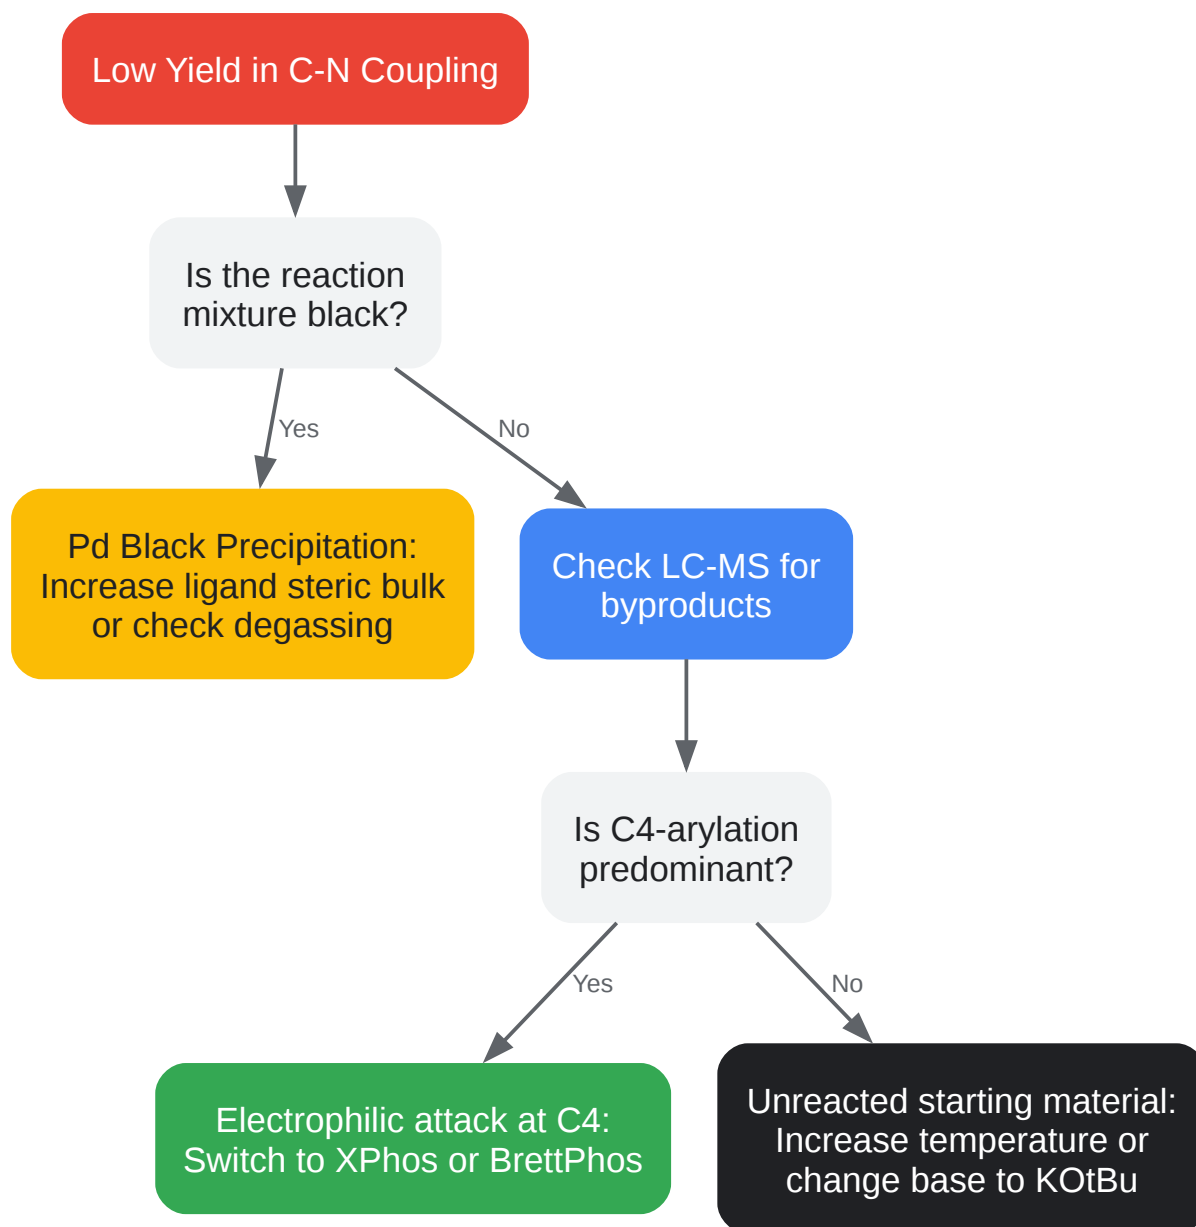 Low Yield in C-N Coupling
Is the reaction
mixture black?
Yes
No
Pd Black Precipitation:
Increase ligand steric bulk
or check degassing
Check LC-MS for
byproducts
Is C4-arylation
predominant?
Yes
No
Electrophilic attack at C4:
Switch to XPhos or BrettPhos
Unreacted starting material:
Increase temperature or
change base to KOtBu